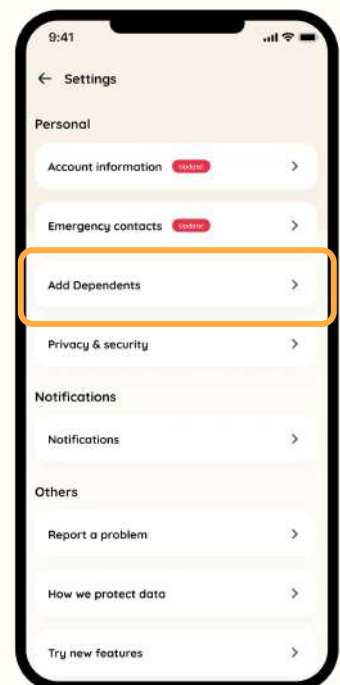 9:41
Settings
Personal
Account information Update!
Emergency contacts Update!
Add Dependents
Privacy & security
Notifications
Notifications
Others
Report a problem
How we protect data
Try new features